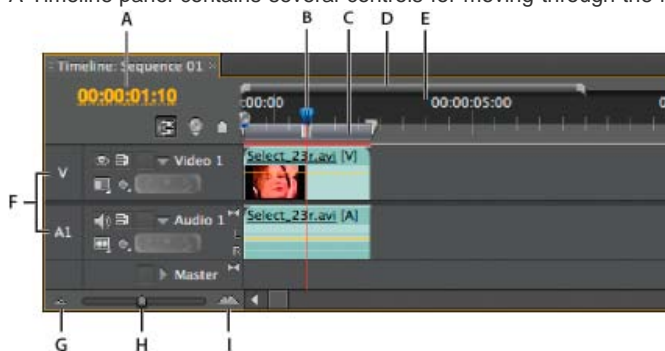 A Timeline panel contains several controls for moving through the
A B C D E
Timeline: Sequence 01
00:00:01:10
:00:00 00:00:05:00 0
V Video 1 Select_23r.avi [V]
F
A1 Audio 1 Select_23r.avi [A]
L
R
Master
G H I